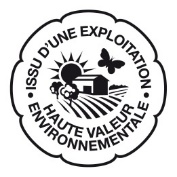 • ISSU D'UNE EXPLOITATION •
HAUTE VALEUR
ENVIRONNEMENTALE